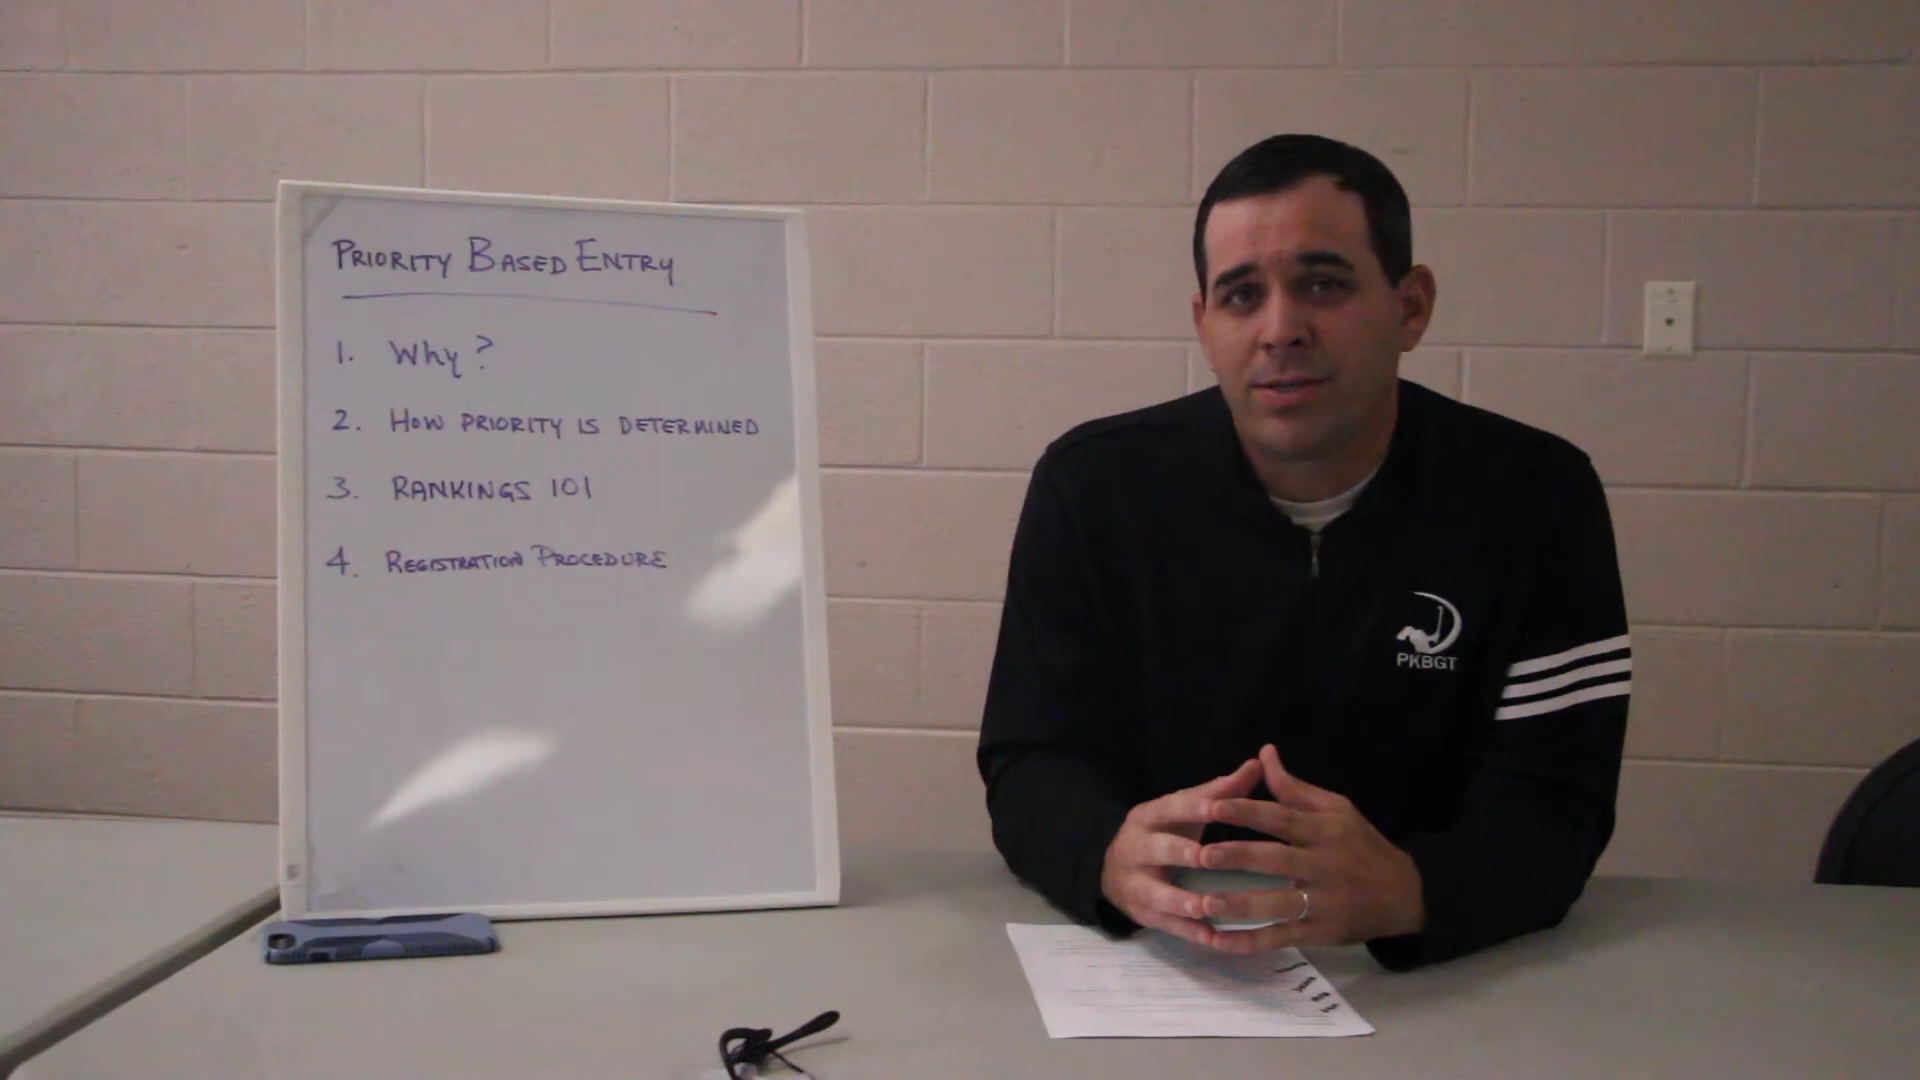 PRIORITY BASED ENTRY
1. Why?
2. HOW PRIORITY IS DETERMINED
3. RANKINGS 101
4. REGISTRATION PROCEDURE
PKBGT